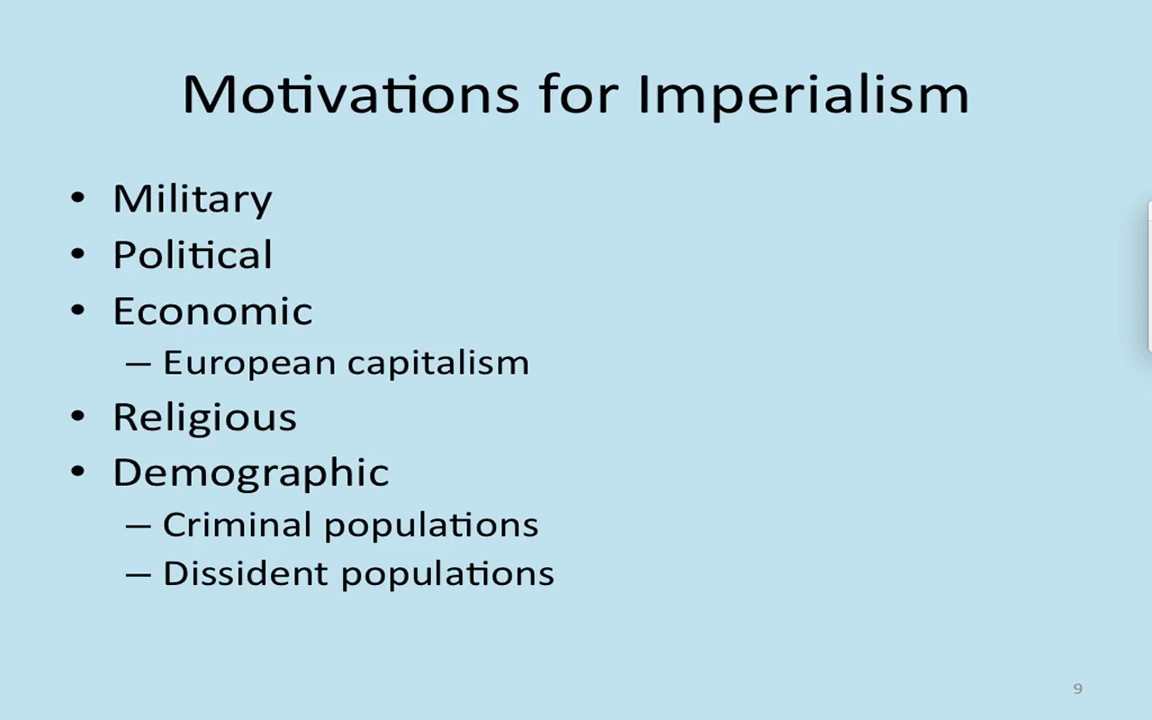 Motivations for Imperialism
• Military
• Political
• Economic
– European capitalism
• Religious
• Demographic
– Criminal populations
– Dissident populations
9